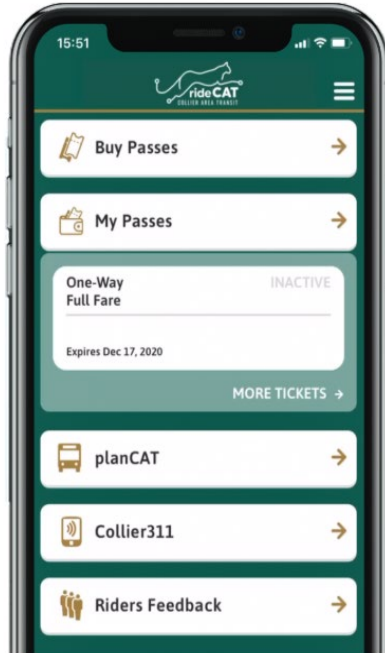 15:51
rideCAT
COLLIER AREA TRANSIT
Buy Passes
My Passes
One-Way
INACTIVE
Full Fare
Expires Dec 17, 2020
MORE TICKETS
planCAT
Collier311
Riders Feedback